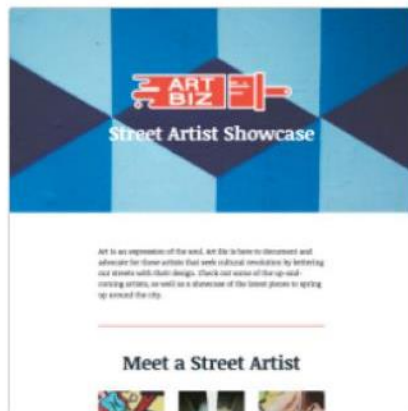 ART
BIZ
Street Artist Showcase
Art is an expression of the soul. Art Biz is here to document and
advocate for those artists that seek cultural revolution by bettering
our streets with their design. Check out some of the up-and-
coming artists, as well as a showcase of the latest pieces to spring
up around the city.
Meet a Street Artist